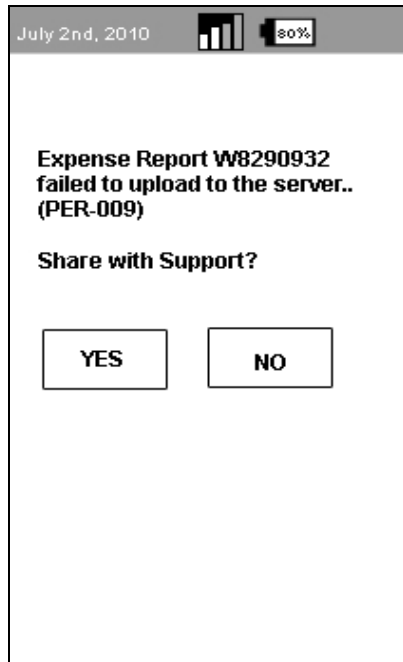 July 2nd, 2010 80%
Expense Report W8290932
failed to upload to the server..
(PER-009)
Share with Support?
YES NO